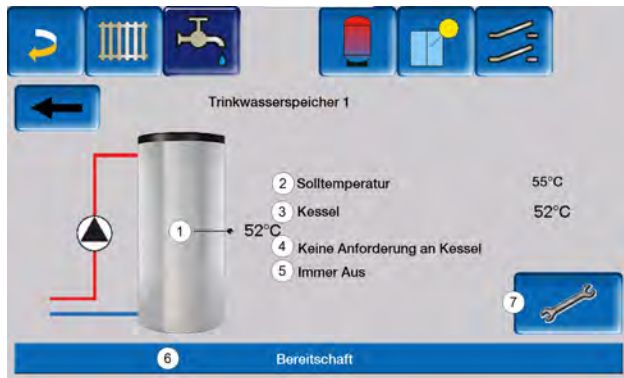 Trinkwasserspeicher 1
2 Solltemperatur 55°C
3 Kessel 52°C
1 52°C
4 Keine Anforderung an Kessel
5 Immer Aus
7
6 Bereitschaft